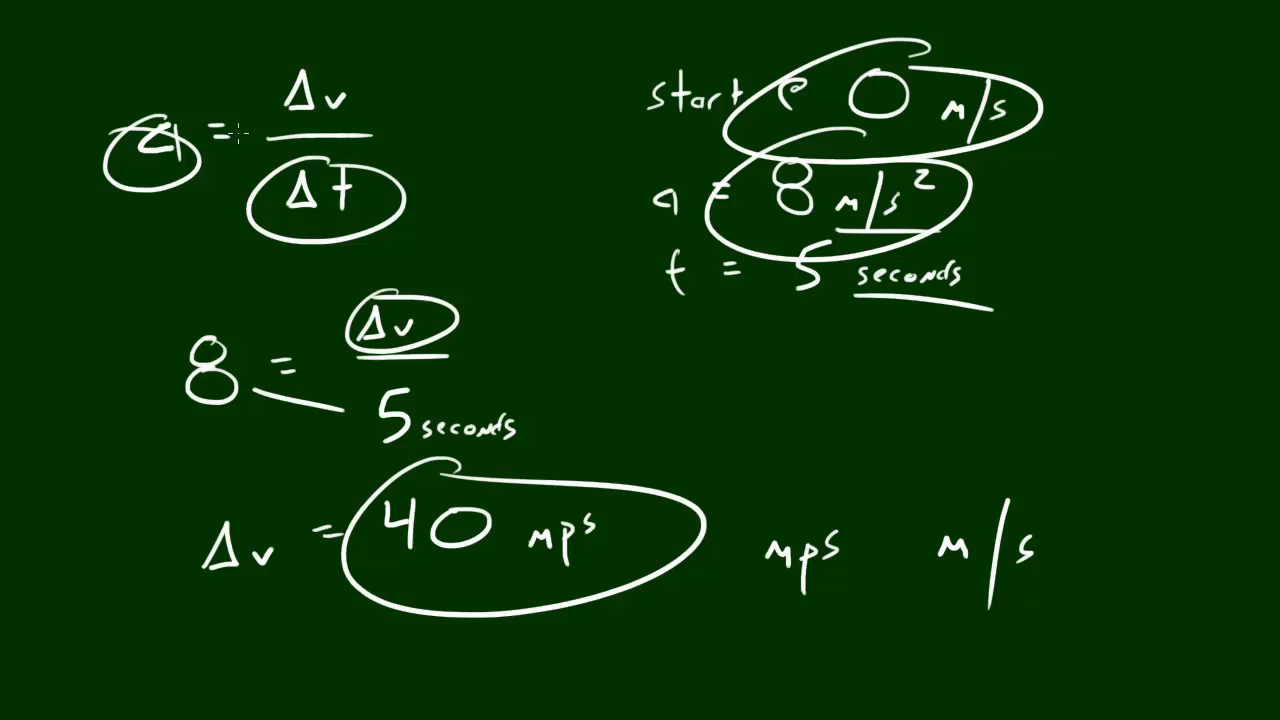 a = Δv / Δt
start @ 0 m/s
a = 8 m/s²
t = 5 seconds
8 = Δv / 5 seconds
Δv = 40 mps mps m/s